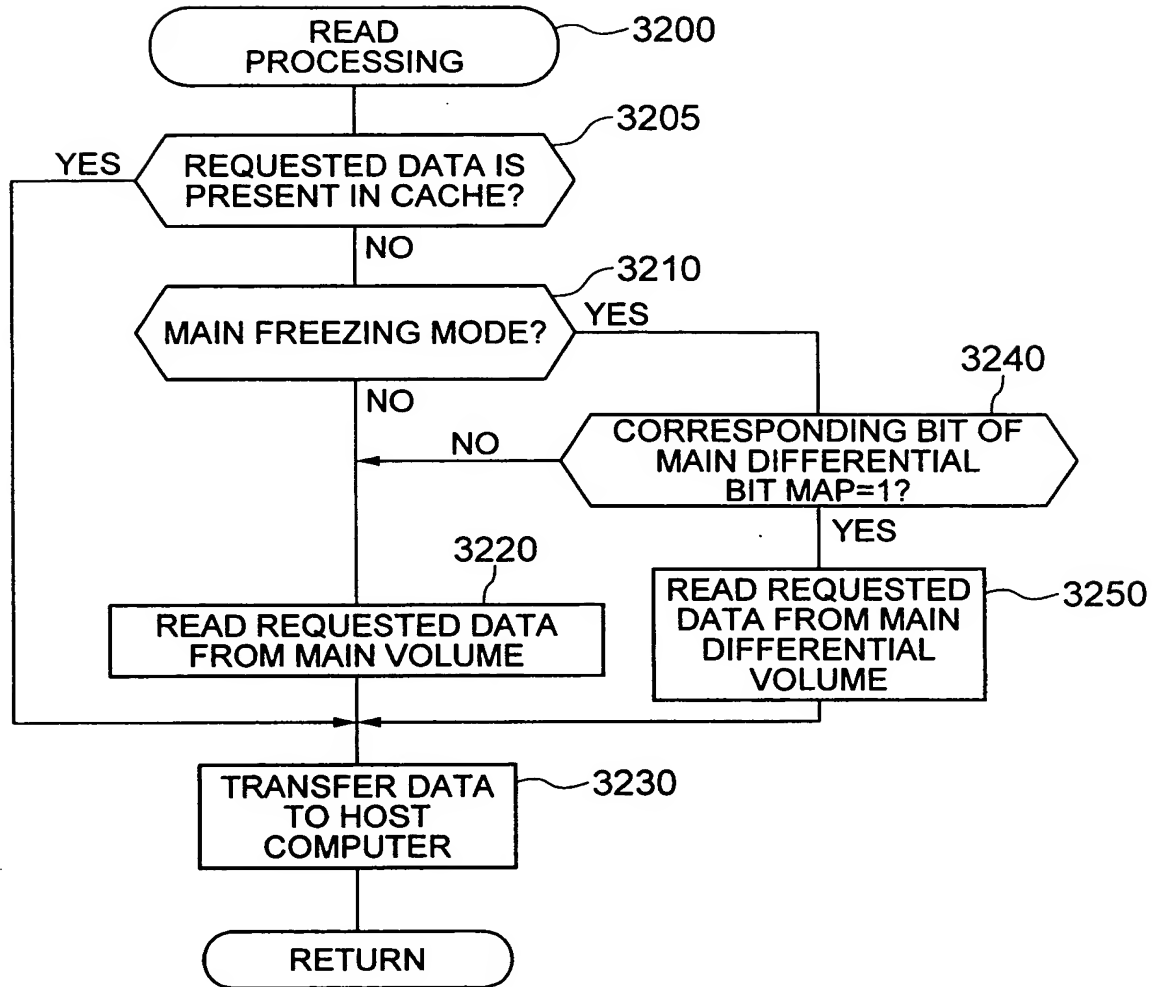 READ
PROCESSING
3200
3205
YES
REQUESTED DATA IS
PRESENT IN CACHE?
NO
3210
MAIN FREEZING MODE?
YES
3240
NO
CORRESPONDING BIT OF
MAIN DIFFERENTIAL
BIT MAP=1?
NO
YES
3220
READ REQUESTED DATA
FROM MAIN VOLUME
READ REQUESTED
DATA FROM MAIN
DIFFERENTIAL
VOLUME
3250
TRANSFER DATA
TO HOST
COMPUTER
3230
RETURN